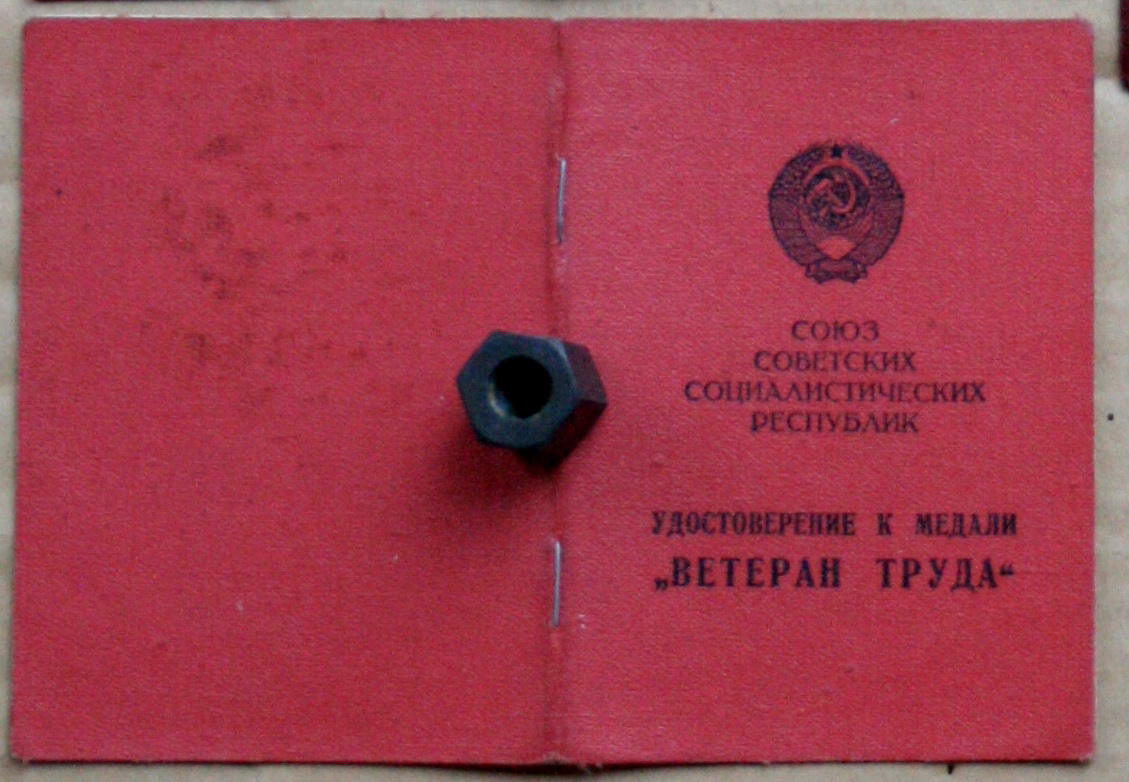 СОЮЗ
СОВЕТСКИХ
СОЦИАЛИСТИЧЕСКИХ
РЕСПУБЛИК
УДОСТОВЕРЕНИЕ К МЕДАЛИ
„ВЕТЕРАН ТРУДА“